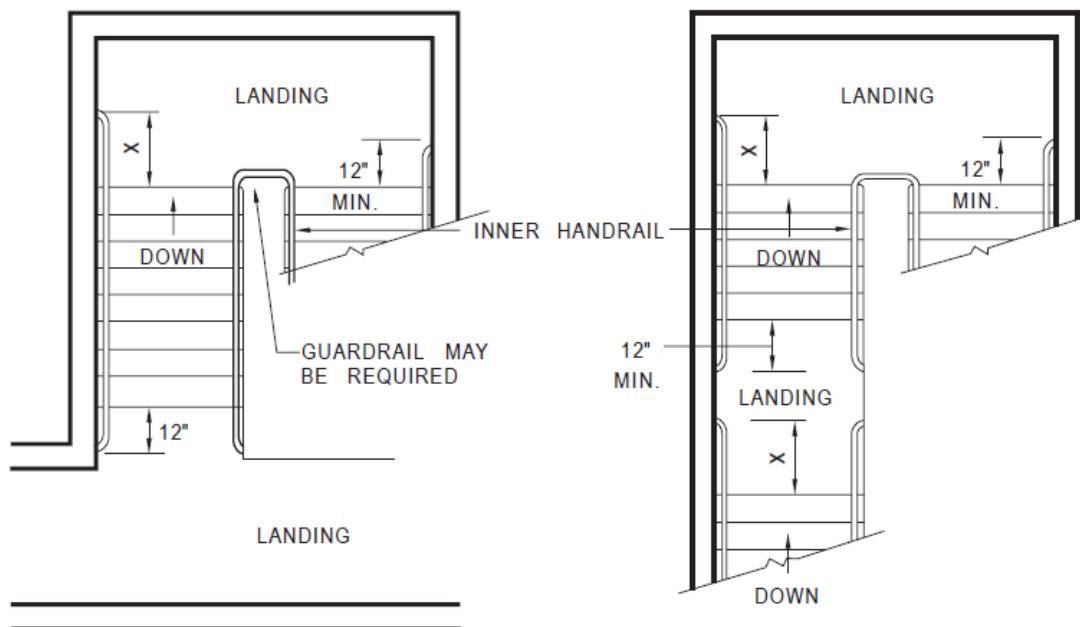 LANDING
X
12"
MIN.
DOWN
INNER HANDRAIL
GUARDRAIL MAY
BE REQUIRED
12"
LANDING
LANDING
X
12"
MIN.
DOWN
12"
MIN.
LANDING
X
DOWN